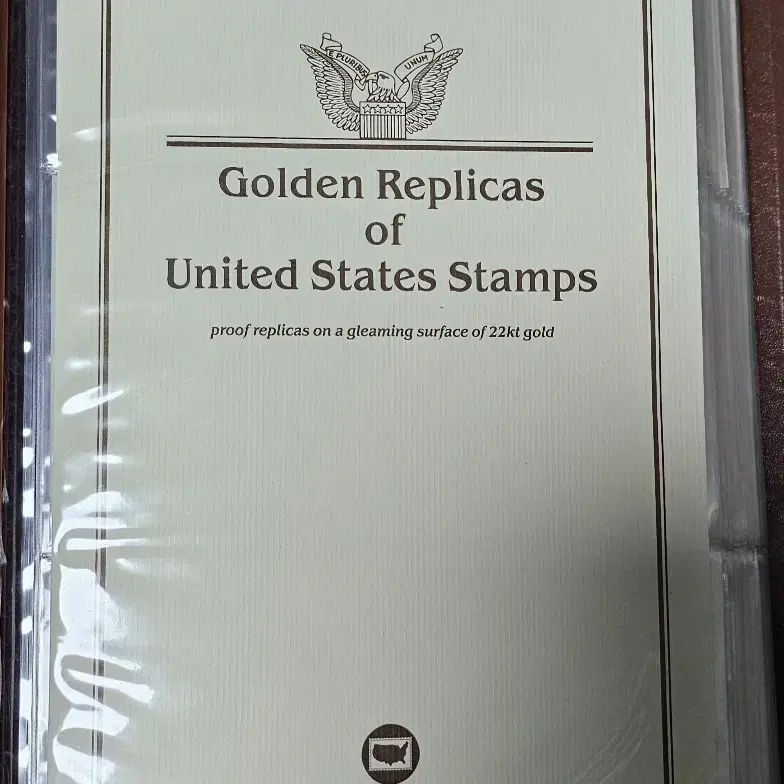 E PLURIBUS UNUM
Golden Replicas
of
United States Stamps
proof replicas on a gleaming surface of 22kt gold